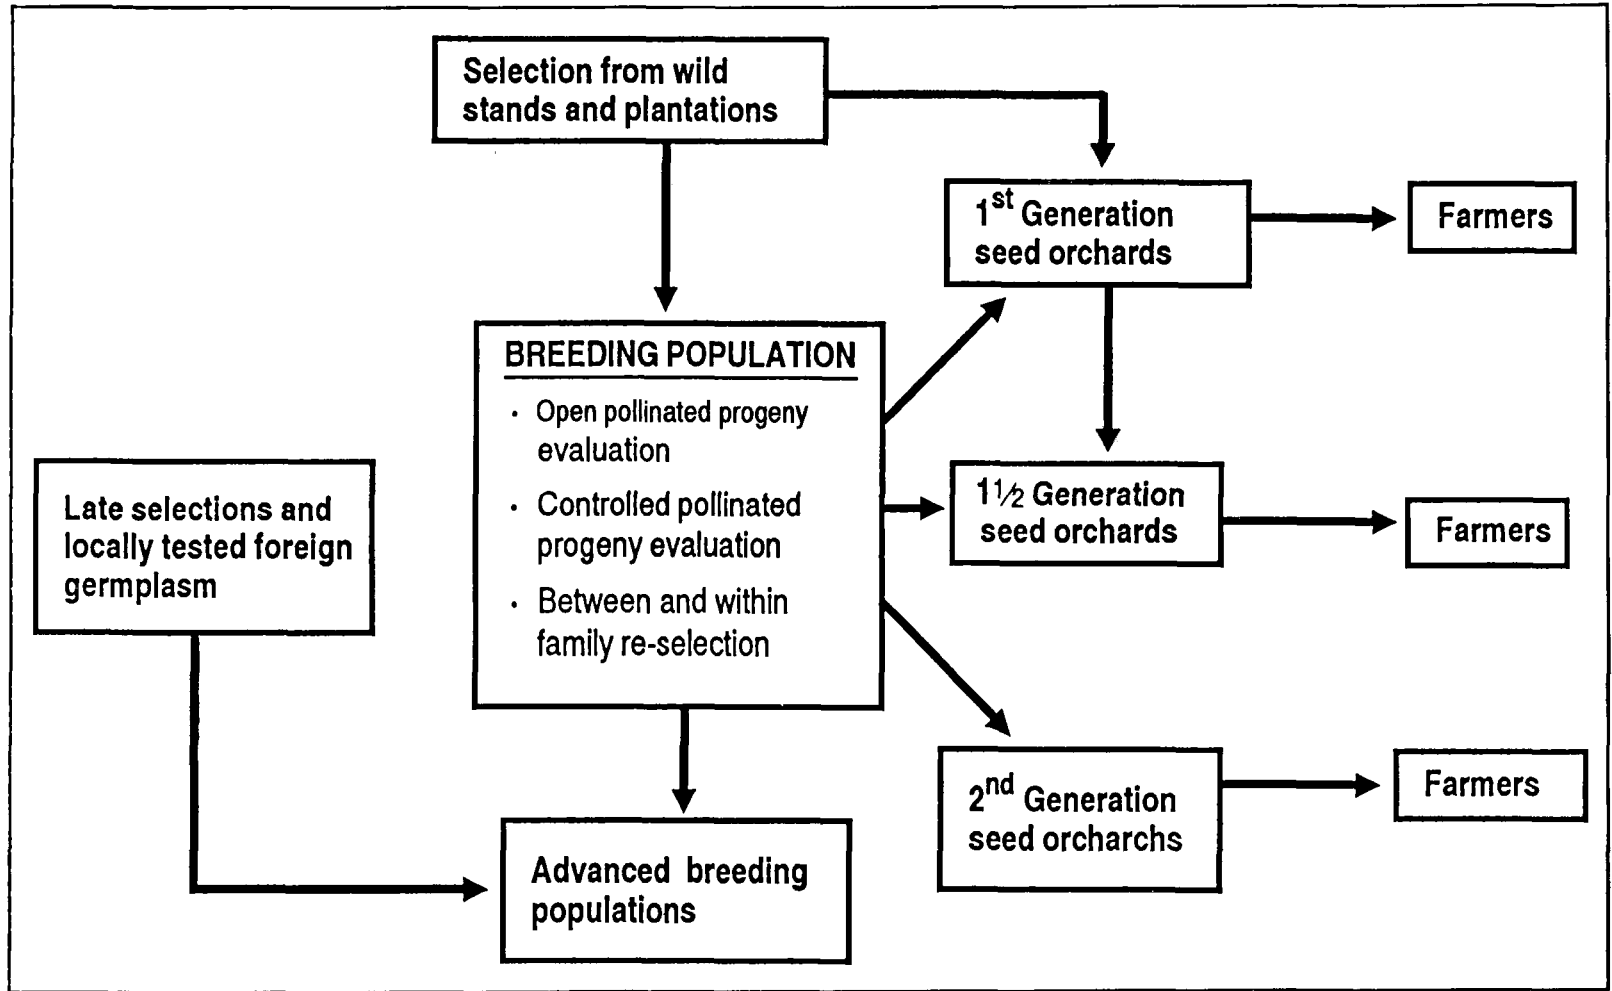 Selection from wild
stands and plantations
1st Generation
seed orchards
Farmers
BREEDING POPULATION
· Open pollinated progeny
evaluation
· Controlled pollinated
progeny evaluation
· Between and within
family re-selection
1½ Generation
seed orchards
Farmers
Late selections and
locally tested foreign
germplasm
2nd Generation
seed orcharchs
Farmers
Advanced breeding
populations